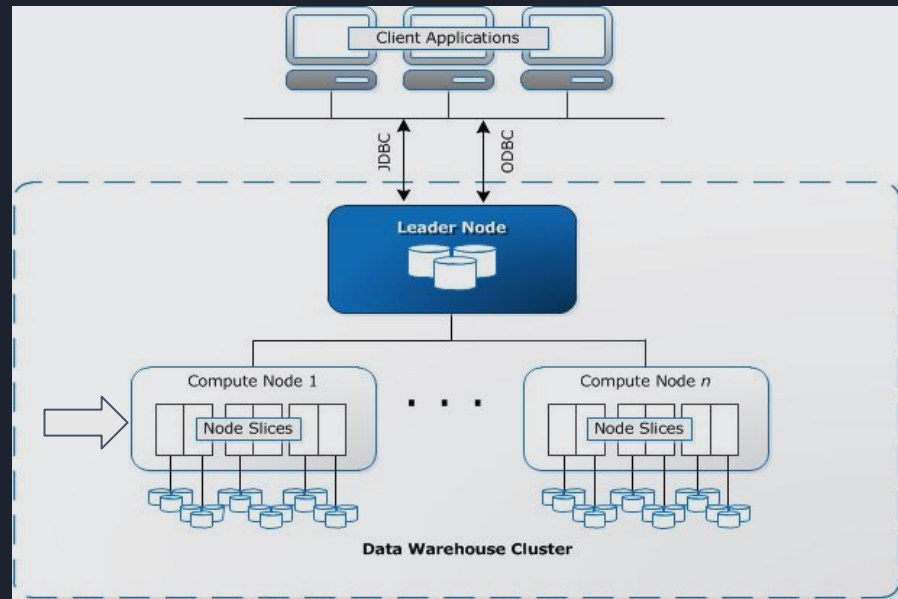 Client Applications
JDBC
ODBC
Leader Node
Compute Node 1
Compute Node n
. . .
Node Slices
Node Slices
Data Warehouse Cluster